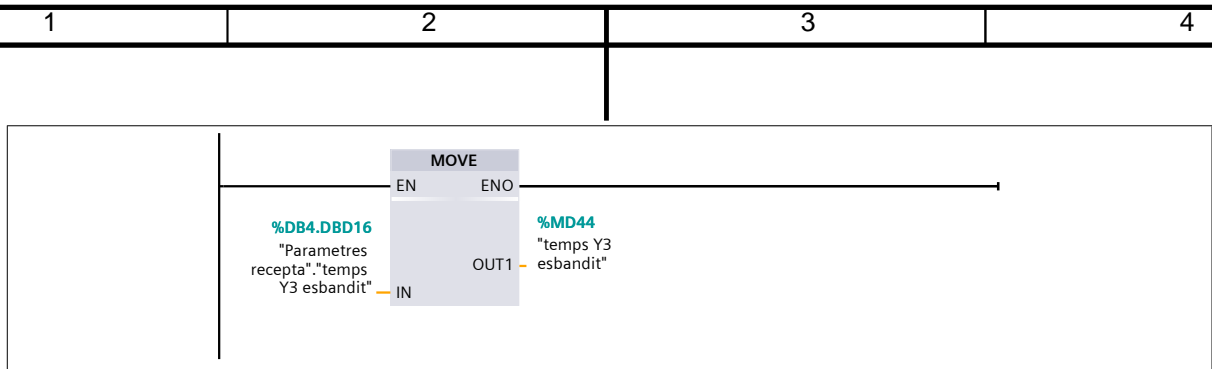 1 2 3 4
MOVE
EN ENO
%DB4.DBD16
"Parametres
recepta"."temps
Y3 esbandit"
IN
%MD44
"temps Y3
esbandit"
OUT1